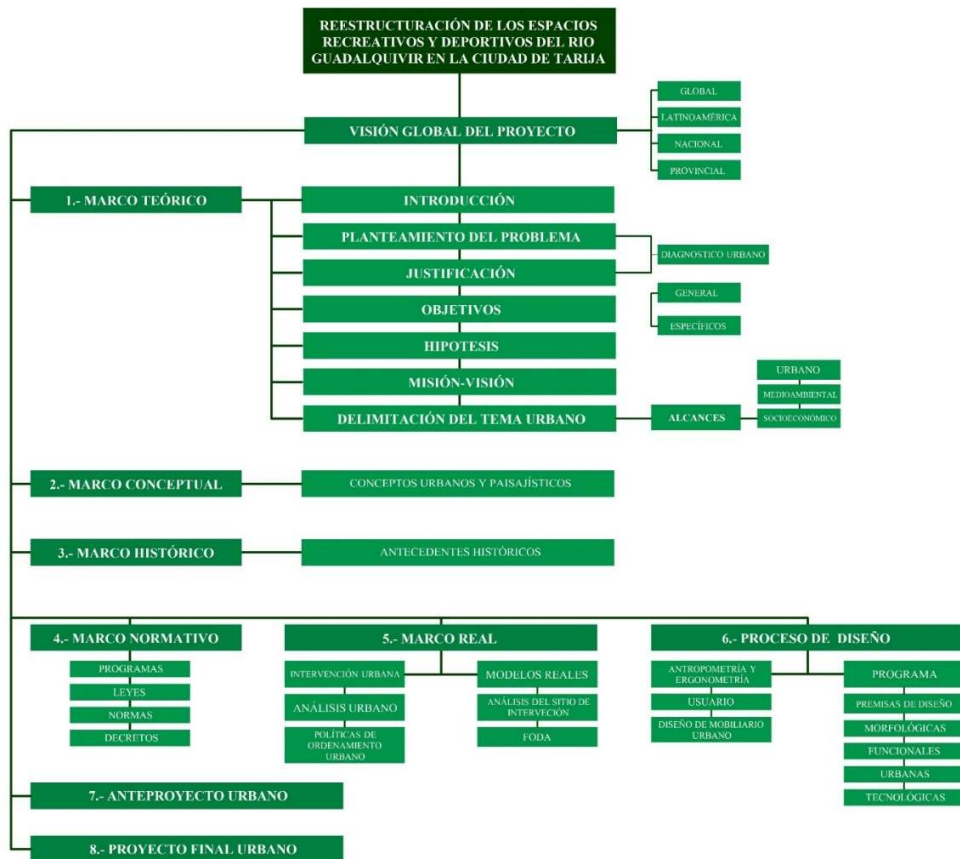 REESTRUCTURACIÓN DE LOS ESPACIOS
RECREATIVOS Y DEPORTIVOS DEL RIO
GUADALQUIVIR EN LA CIUDAD DE TARIJA
VISIÓN GLOBAL DEL PROYECTO
GLOBAL
LATINOAMÉRICA
NACIONAL
PROVINCIAL
1.- MARCO TEÓRICO
INTRODUCCIÓN
PLANTEAMIENTO DEL PROBLEMA
JUSTIFICACIÓN
DIAGNOSTICO URBANO
OBJETIVOS
GENERAL
ESPECÍFICOS
HIPOTESIS
MISIÓN-VISIÓN
DELIMITACIÓN DEL TEMA URBANO
ALCANCES
URBANO
MEDIOAMBIENTAL
SOCIOECONÓMICO
2.- MARCO CONCEPTUAL
CONCEPTOS URBANOS Y PAISAJÍSTICOS
3.- MARCO HISTÓRICO
ANTECEDENTES HISTÓRICOS
4.- MARCO NORMATIVO
PROGRAMAS
LEYES
NORMAS
DECRETOS
5.- MARCO REAL
INTERVENCIÓN URBANA
ANÁLISIS URBANO
POLÍTICAS DE
ORDENAMIENTO
URBANO
MODELOS REALES
ANÁLISIS DEL SITIO DE
INTERVECIÓN
FODA
6.- PROCESO DE DISEÑO
ANTROPOMETRÍA Y
ERGONOMETRÍA
USUARIO
DISEÑO DE MOBILIARIO
URBANO
PROGRAMA
PREMISAS DE DISEÑO
MORFOLÓGICAS
FUNCIONALES
URBANAS
TECNOLÓGICAS
7.- ANTEPROYECTO URBANO
8.- PROYECTO FINAL URBANO